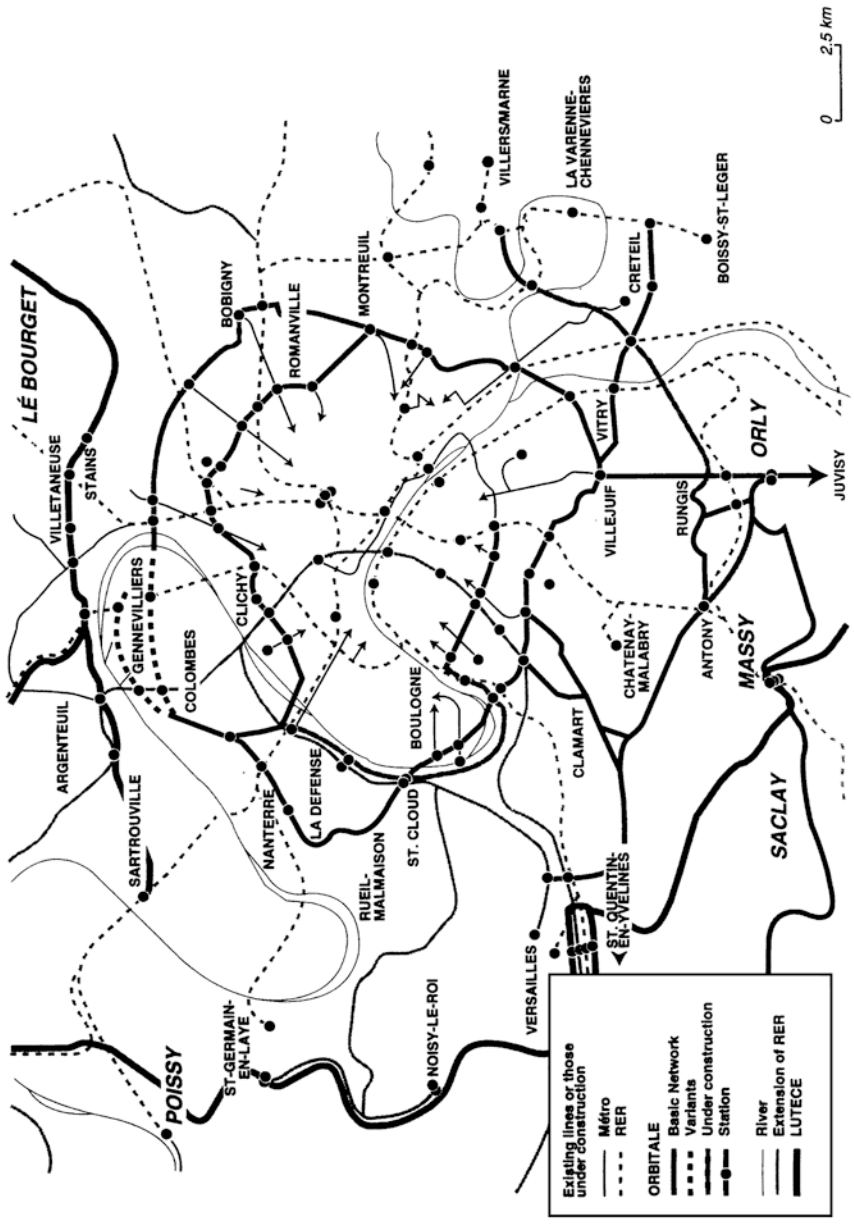 LÉ BOURGET
VILLETANEUSE
STAINS
GENNEVILLIERS
ARGENTEUIL
COLOMBES
SARTROUVILLE
CLICHY
BOBIGNY
ROMANVILLE
MONTREUIL
NANTERRE
LA DEFENSE
RUEIL-
MALMAISON
ST. CLOUD
BOULOGNE
POISSY
ST-GERMAIN-
EN-LAYE
NOISY-LE-ROI
VERSAILLES
ST. QUENTIN-
EN-YVELINES
CLAMART
CHATENAY-
MALABRY
ANTONY
MASSY
SACLAY
VILLEJUIF
VITRY
RUNGIS
ORLY
JUVISY
CRETEIL
VILLERS/MARNE
LA VARENNE-
CHENNEVIERES
BOISSY-ST-LEGER
0 2.5 km
Existing lines or those
under construction
Métro
RER
ORBITALE
Basic Network
Variants
Under construction
Station
River
Extension of RER
LUTECE